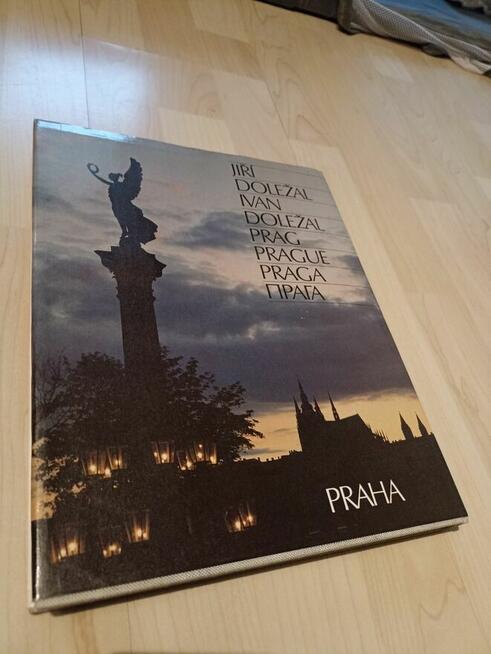 JIŘÍ
DOLEŽAL
IVAN
DOLEŽAL
PRAG
PRAGUE
PRAGA
ПРАГА
PRAHA